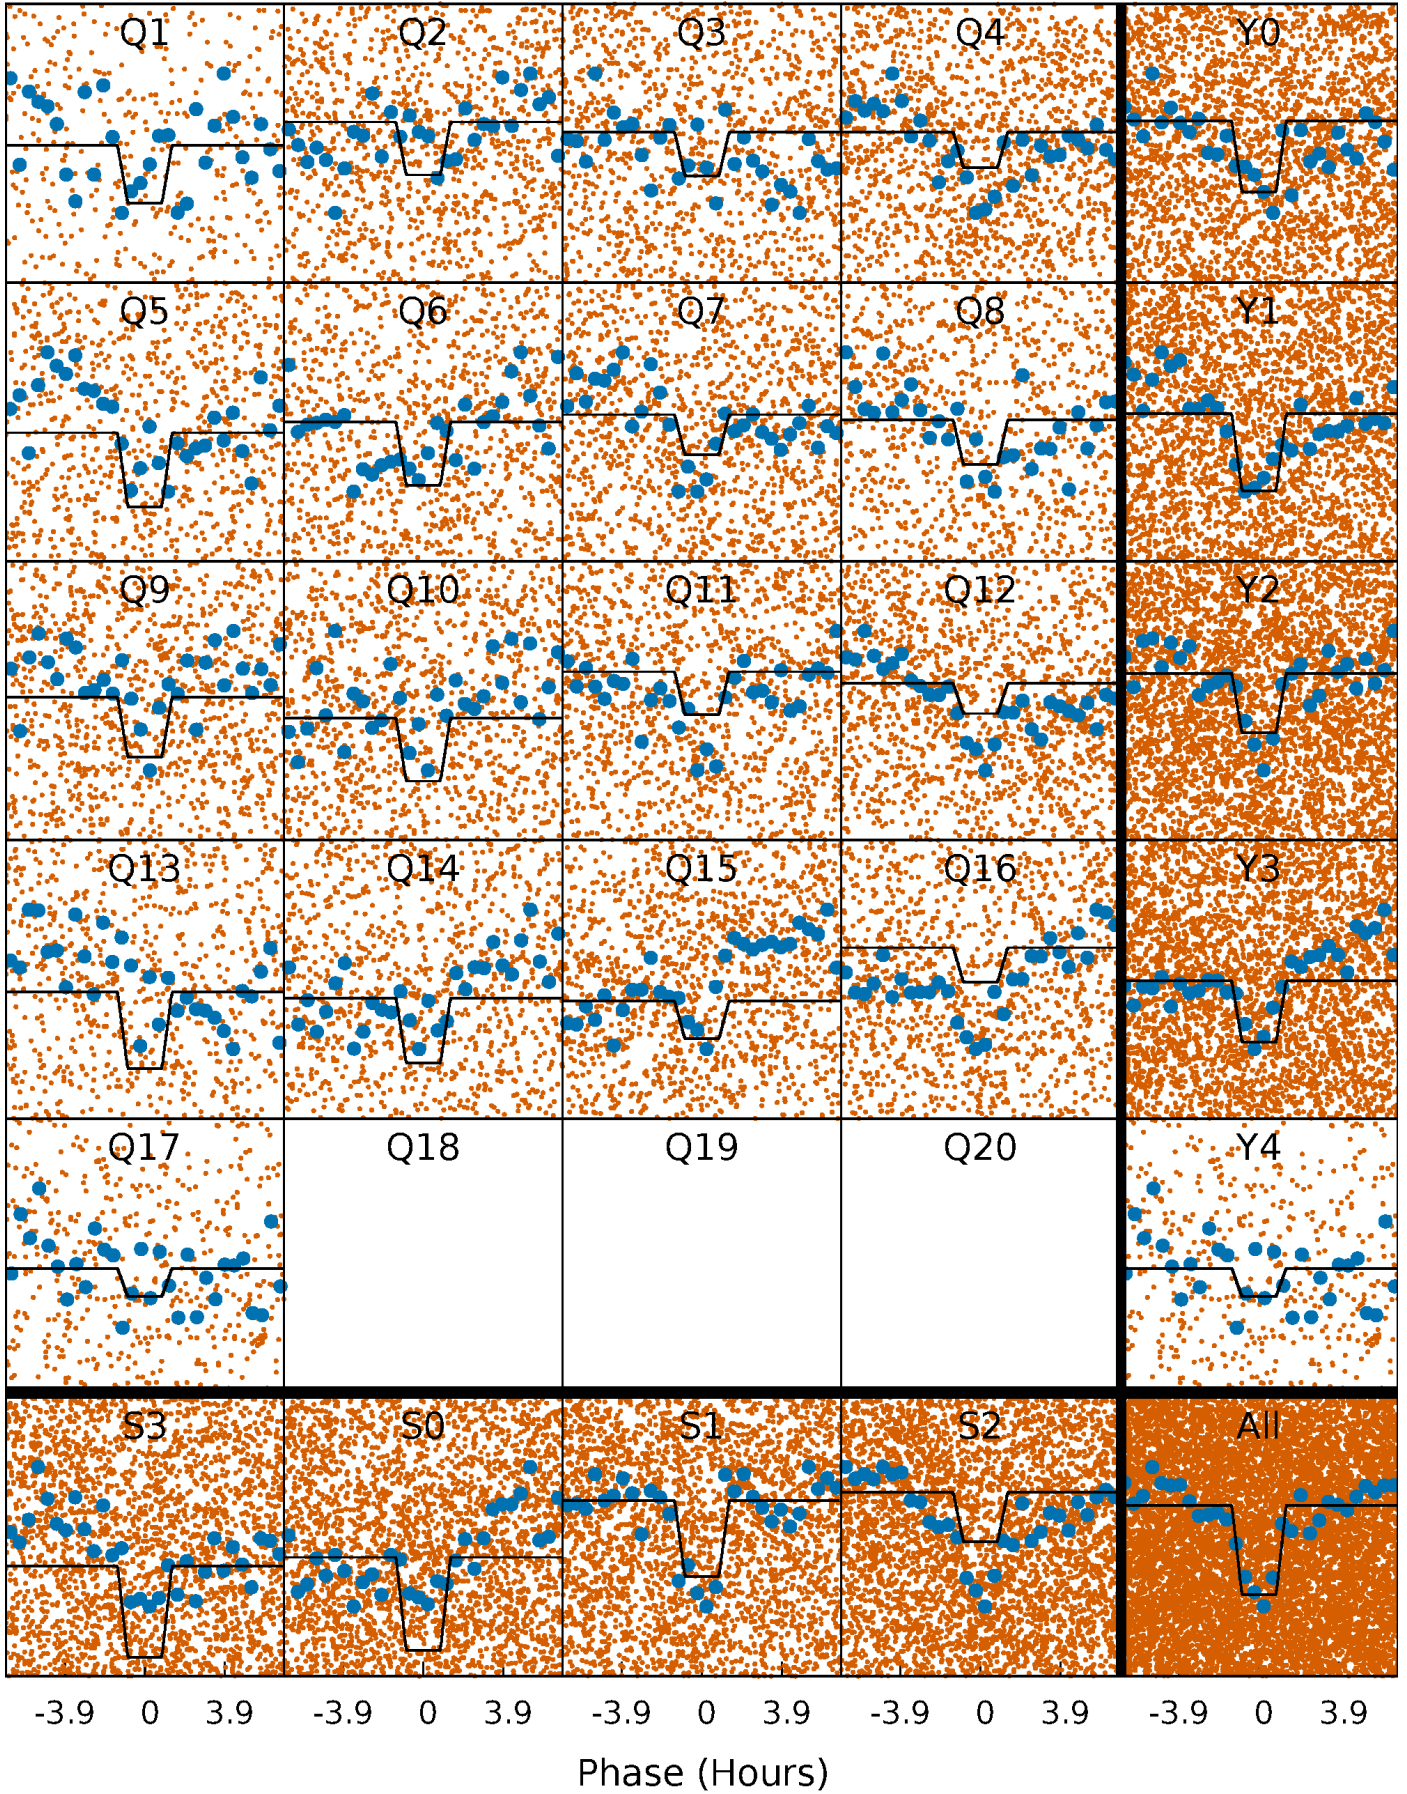 Q1 Q2 Q3 Q4 Y0
Q5 Q6 Q7 Q8 Y1
Q9 Q10 Q11 Q12 Y2
Q13 Q14 Q15 Q16 Y3
Q17 Q18 Q19 Q20 Y4
S3 S0 S1 S2 All
-3.9 0 3.9 -3.9 0 3.9 -3.9 0 3.9 -3.9 0 3.9 -3.9 0 3.9
Phase (Hours)